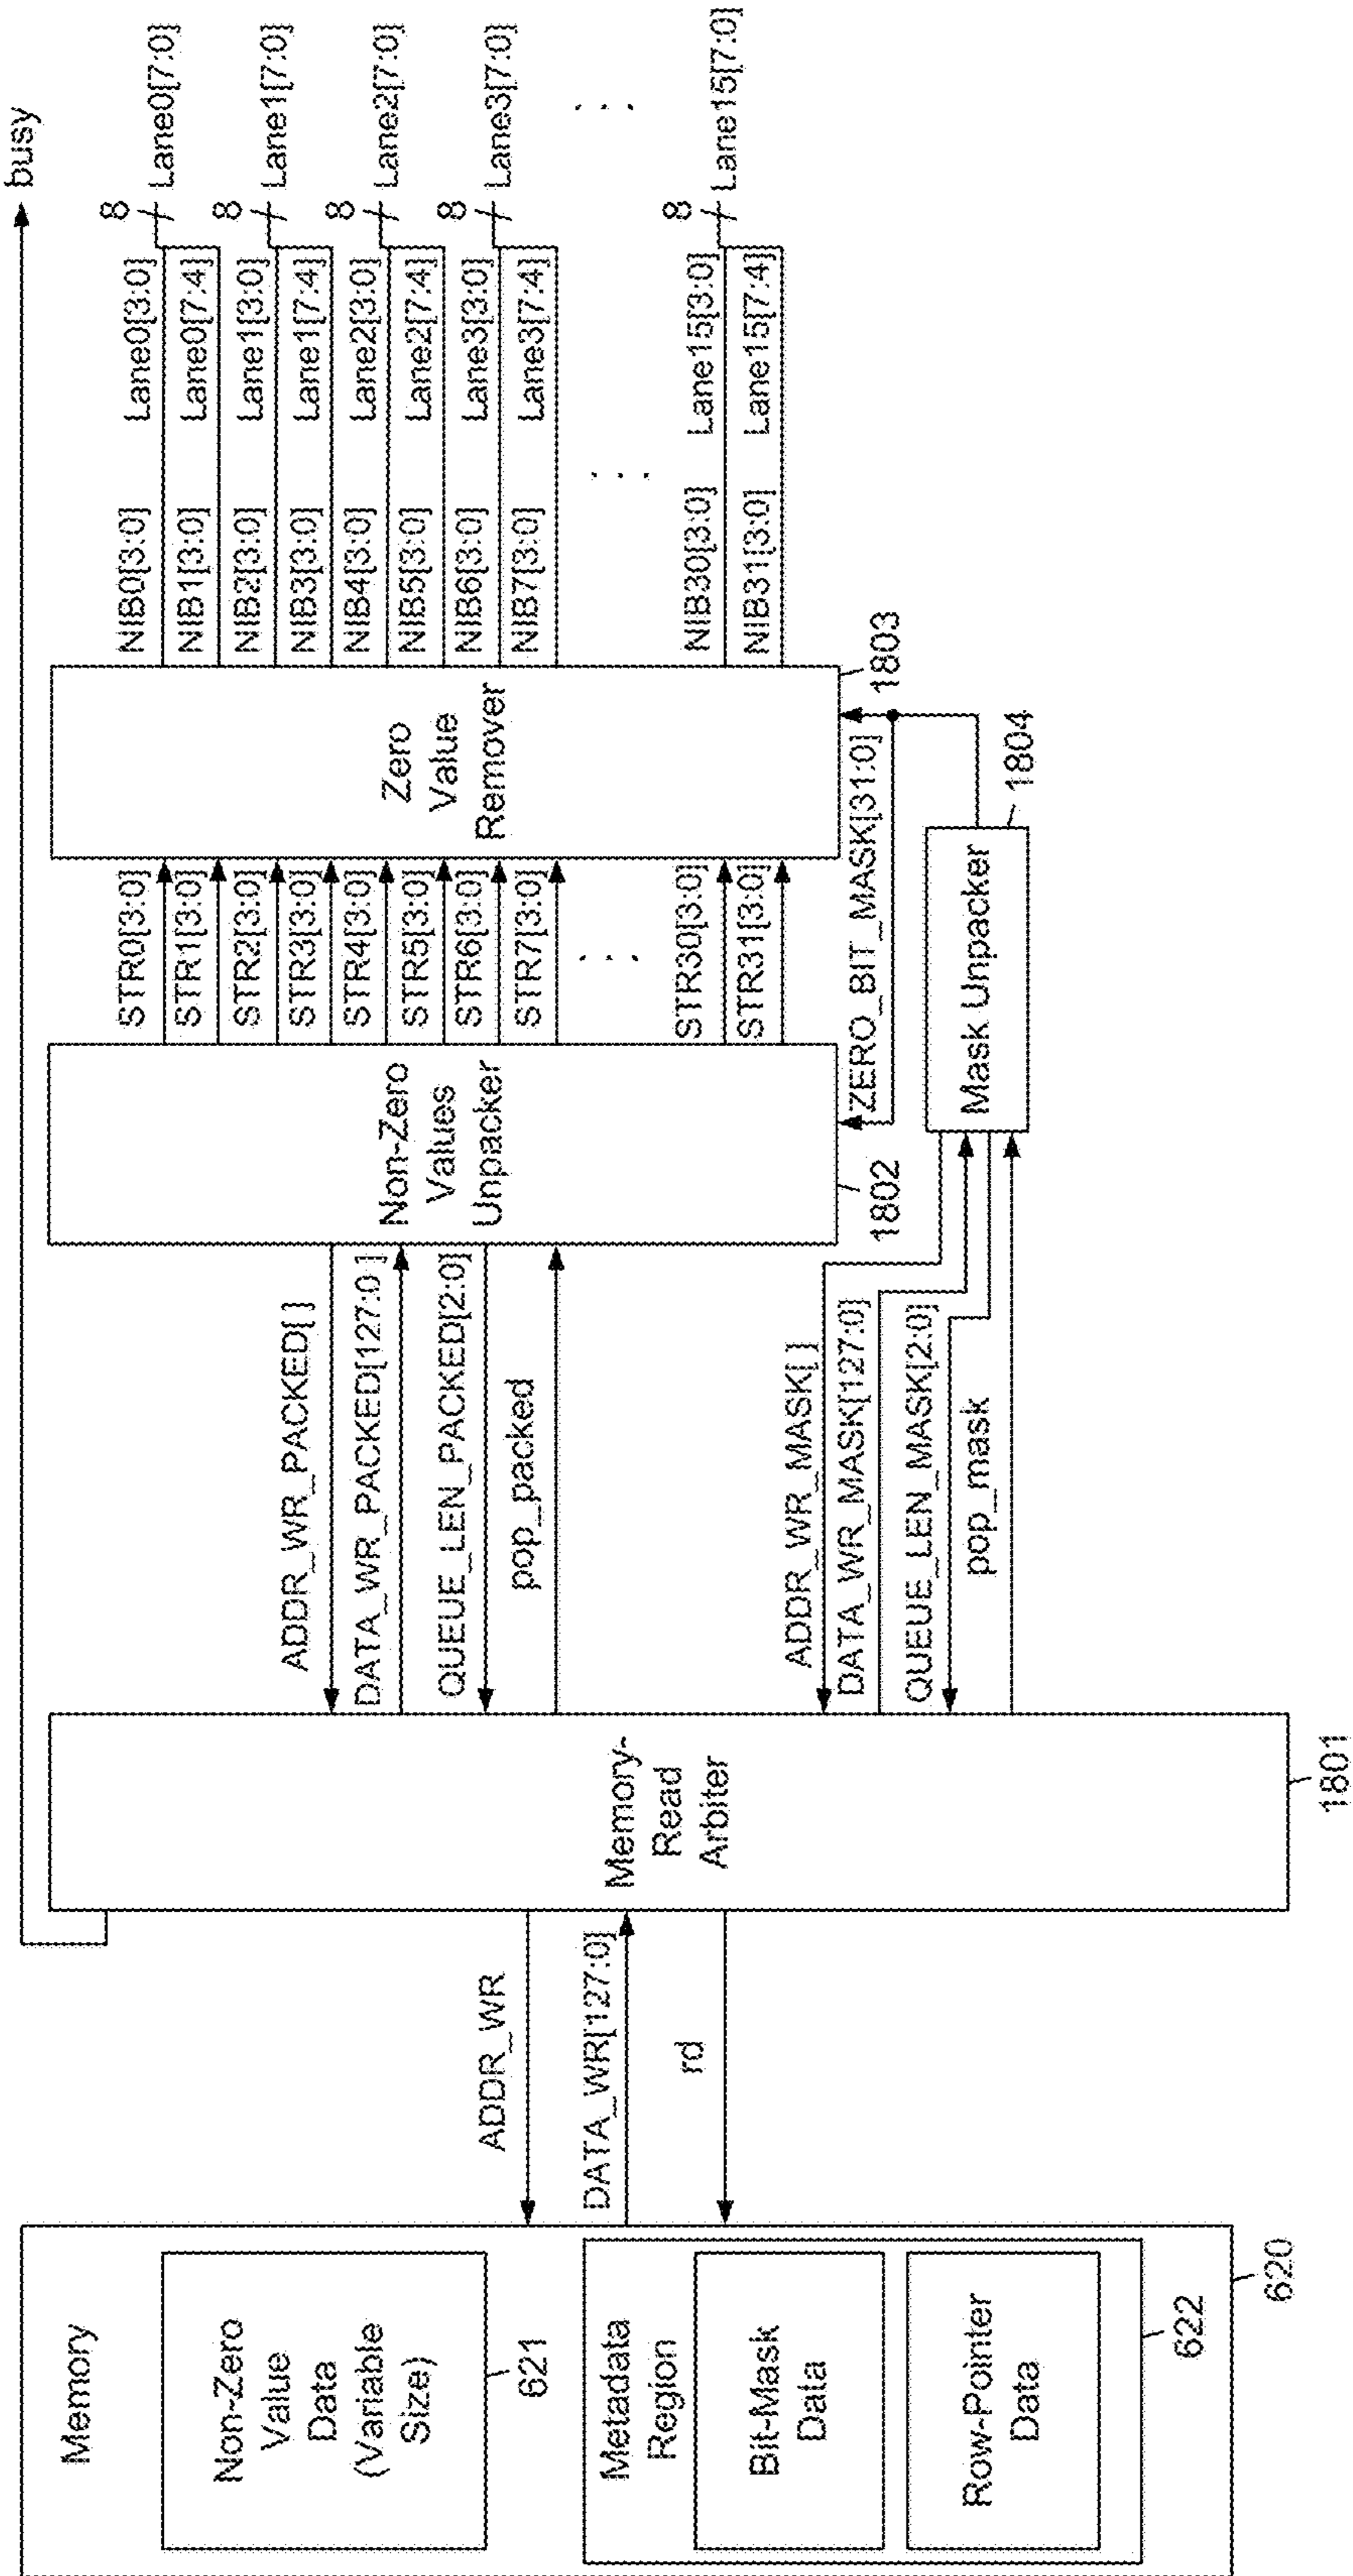 busy
Memory
Non-Zero
Value
Data
(Variable
Size)
621
Metadata
Region
Bit-Mask
Data
Row-Pointer
Data
622
620
ADDR_WR
DATA_WR[127:0]
rd
Memory-
Read
Arbiter
1801
ADDR_WR_PACKED[ ]
DATA_WR_PACKED[127:0 ]
QUEUE_LEN_PACKED[2:0]
pop_packed
ADDR_WR_MASK[ ]
DATA_WR_MASK[127:0]
QUEUE_LEN_MASK[2:0]
pop_mask
Non-Zero
Values
Unpacker
1802
STR0[3:0]
STR1[3:0]
STR2[3:0]
STR3[3:0]
STR4[3:0]
STR5[3:0]
STR6[3:0]
STR7[3:0]
. . .
STR30[3:0]
STR31[3:0]
ZERO_BIT_MASK[31:0]
Mask Unpacker
1804
Zero
Value
Remover
1803
NIB0[3:0] Lane0[3:0]
NIB1[3:0] Lane0[7:4]
NIB2[3:0] Lane1[3:0]
NIB3[3:0] Lane1[7:4]
NIB4[3:0] Lane2[3:0]
NIB5[3:0] Lane2[7:4]
NIB6[3:0] Lane3[3:0]
NIB7[3:0] Lane3[7:4]
. . .
NIB30[3:0] Lane15[3:0]
NIB31[3:0] Lane15[7:4]
8 Lane0[7:0]
8 Lane1[7:0]
8 Lane2[7:0]
8 Lane3[7:0]
. . .
8 Lane15[7:0]